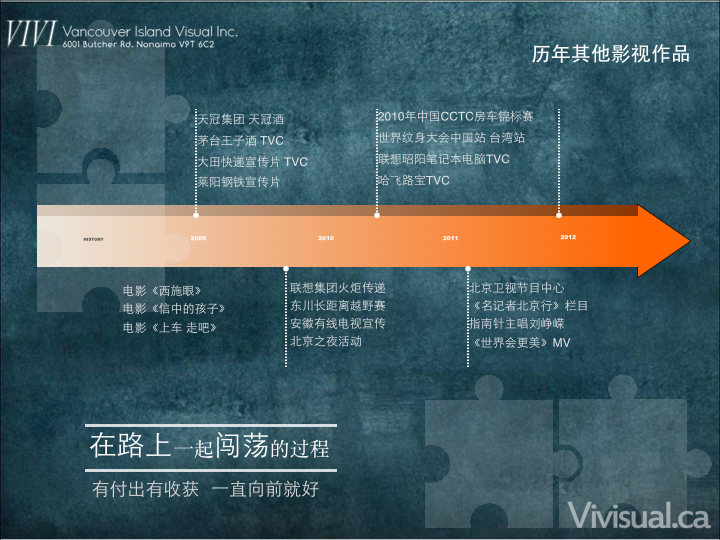 VIVI Vancouver Island Visual Inc.
6001 Butcher Rd. Nanaimo V9T 6C2
历年其他影视作品
天冠集团 天冠酒
茅台王子酒 TVC
大田快递宣传片 TVC
莱阳钢铁宣传片
2010年中国CCTC房车锦标赛
世界纹身大会中国站 台湾站
联想昭阳笔记本电脑TVC
哈飞路宝TVC
HISTORY 2009 2010 2011 2012
电影《西施眼》
电影《信中的孩子》
电影《上车 走吧》
联想集团火炬传递
东川长距离越野赛
安徽有线电视宣传
北京之夜活动
北京卫视节目中心
《名记者北京行》栏目
指南针主唱刘峥嵘
《世界会更美》MV
在路上一起闯荡的过程
有付出有收获 一直向前就好
Vivisual.ca